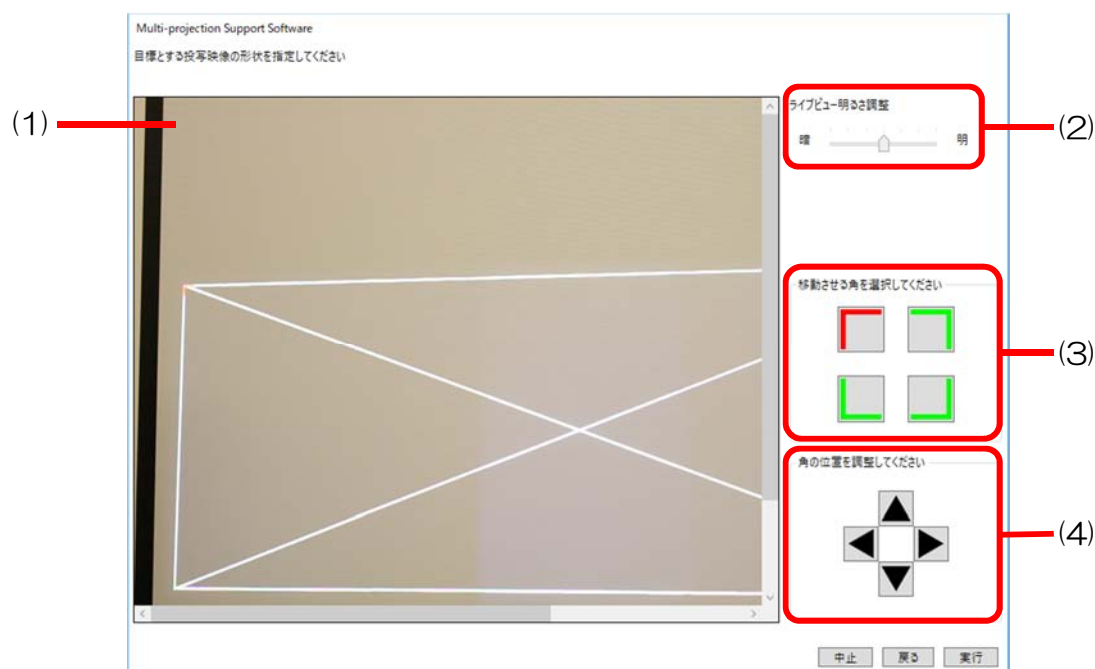 Multi-projection Support Software
目標とする投写映像の形状を指定してください
(1)
ライブビュー明るさ調整
暗 明
(2)
移動させる角を選択してください
(3)
角の位置を調整してください
(4)
中止 戻る 実行